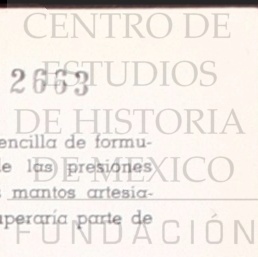 CENTRO DE
2663
ESTUDIOS
DE HISTORIA
encilla de formu-
de las presiones
DE MEXICO
s mantos artesia-
uperaría parte de
FUNDACIÓN